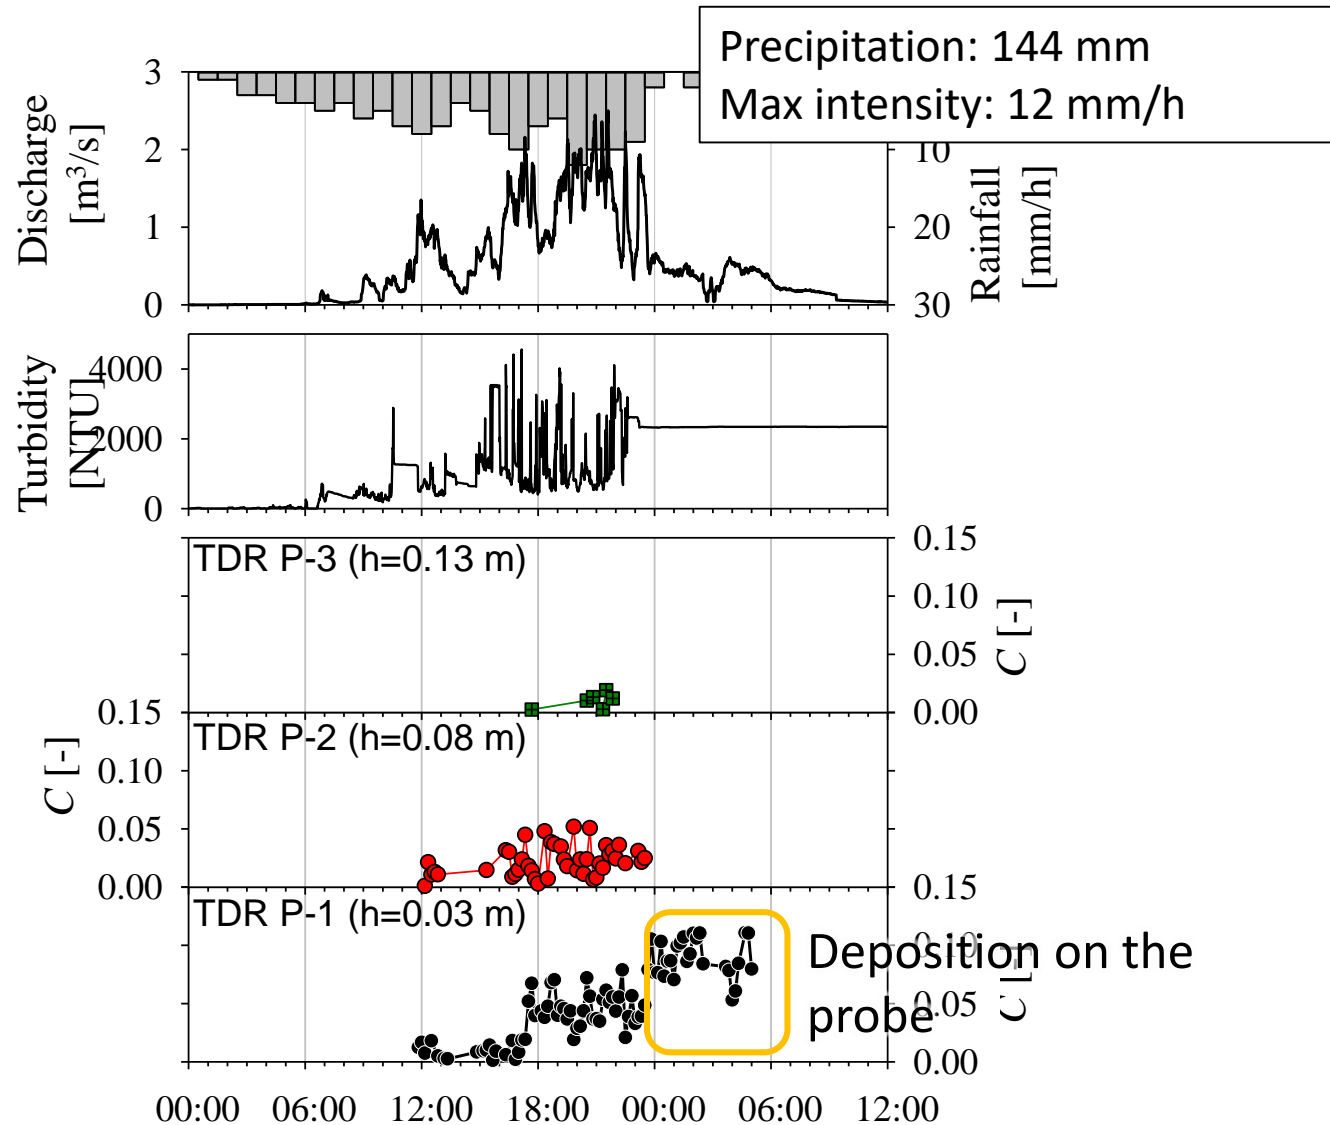 Precipitation: 144 mm
Max intensity: 12 mm/h
Discharge
[m³/s]
3
2
1
0
10
20
30
Rainfall
[mm/h]
Turbidity
[NTU]
4000
2000
0
TDR P-3 (h=0.13 m)
0.15
0.10
0.05
0.00
C [-]
TDR P-2 (h=0.08 m)
C [-]
0.15
0.10
0.05
0.00
TDR P-1 (h=0.03 m)
0.15
0.10
0.05
0.00
C [-]
Deposition on the
probe
00:00 06:00 12:00 18:00 00:00 06:00 12:00